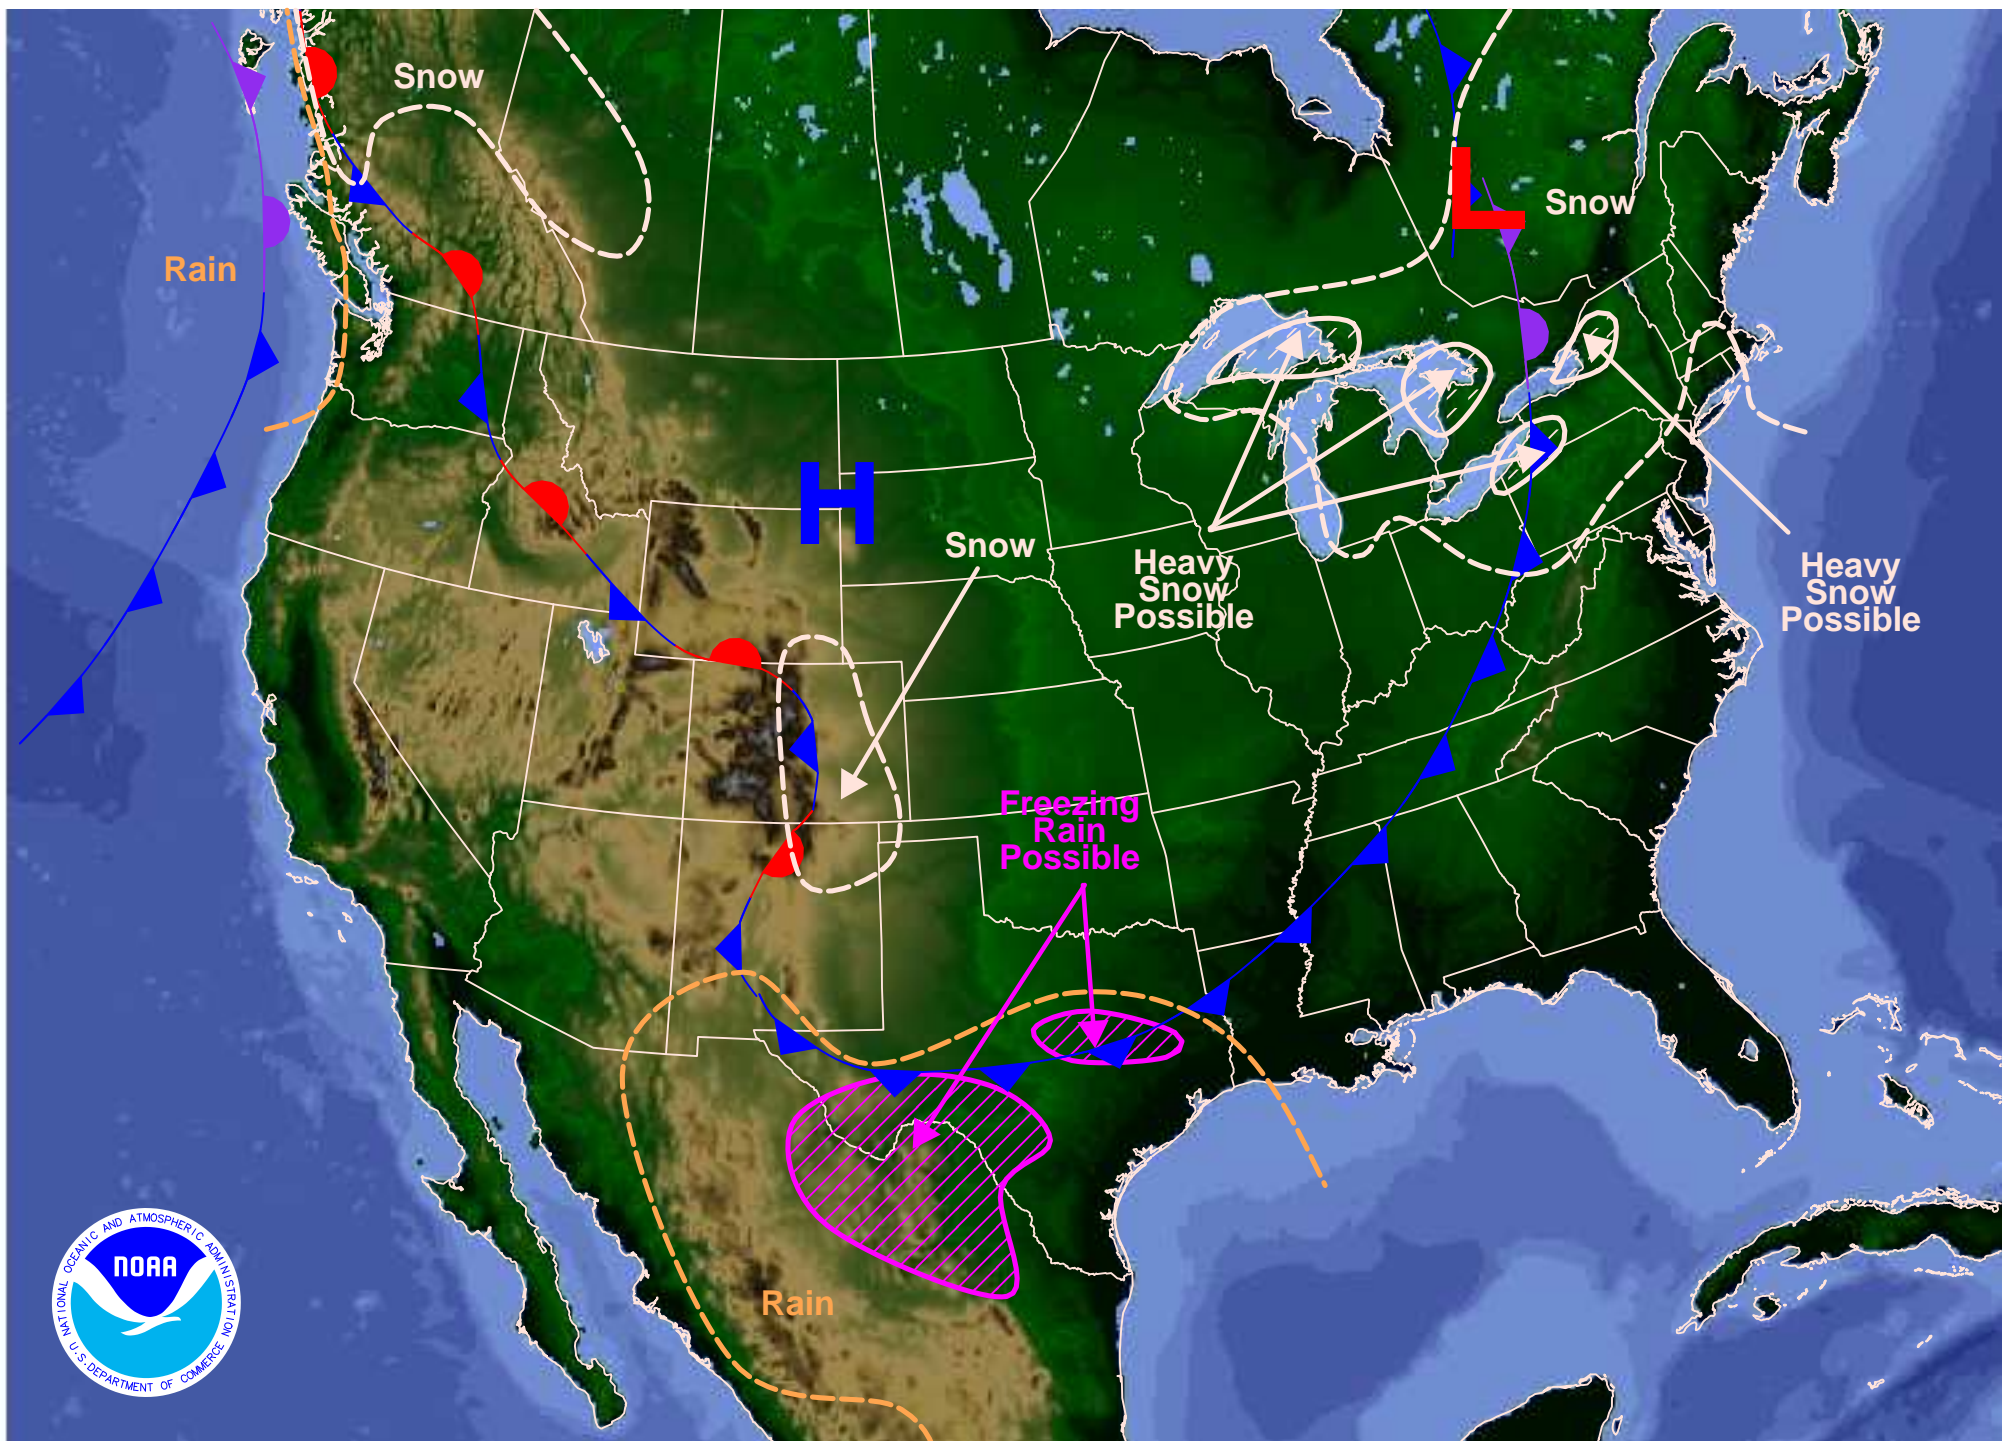 Snow
Snow
Rain
H
L
Snow
Heavy
Snow
Possible
Heavy
Snow
Possible
Freezing
Rain
Possible
Rain
NATIONAL OCEANIC AND ATMOSPHERIC ADMINISTRATION
NOAA
U.S. DEPARTMENT OF COMMERCE